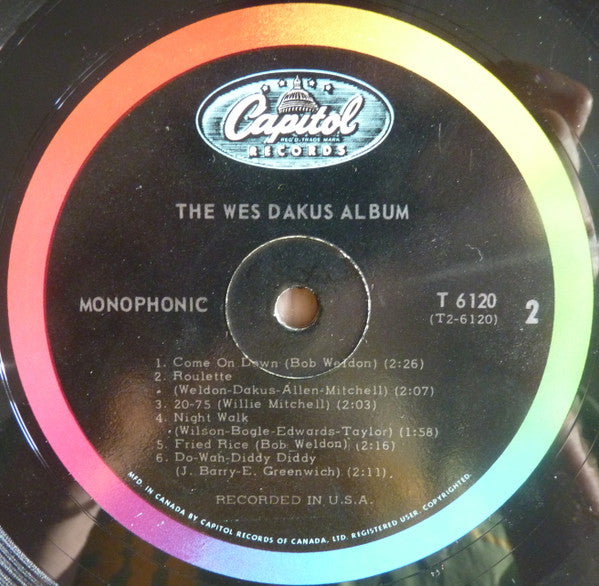 Capitol
REG'D. TRADE MARK
RECORDS
THE WES DAKUS ALBUM
MONOPHONIC
T 6120
(T2-6120)
2
1. Come On Down (Bob Weldon) (2:26)
2. Roulette
(Weldon-Dakus-Allen-Mitchell) (2:07)
3. 20-75 (Willie Mitchell) (2:03)
4. Night Walk
(Wilson-Bogle-Edwards-Taylor) (1:58)
5. Fried Rice (Bob Weldon) (2:16)
6. Do-Wah-Diddy Diddy
(J. Barry-E. Greenwich) (2:11)
RECORDED IN U.S.A.
MFD. IN CANADA BY CAPITOL RECORDS OF CANADA, LTD. REGISTERED USER. COPYRIGHTED.